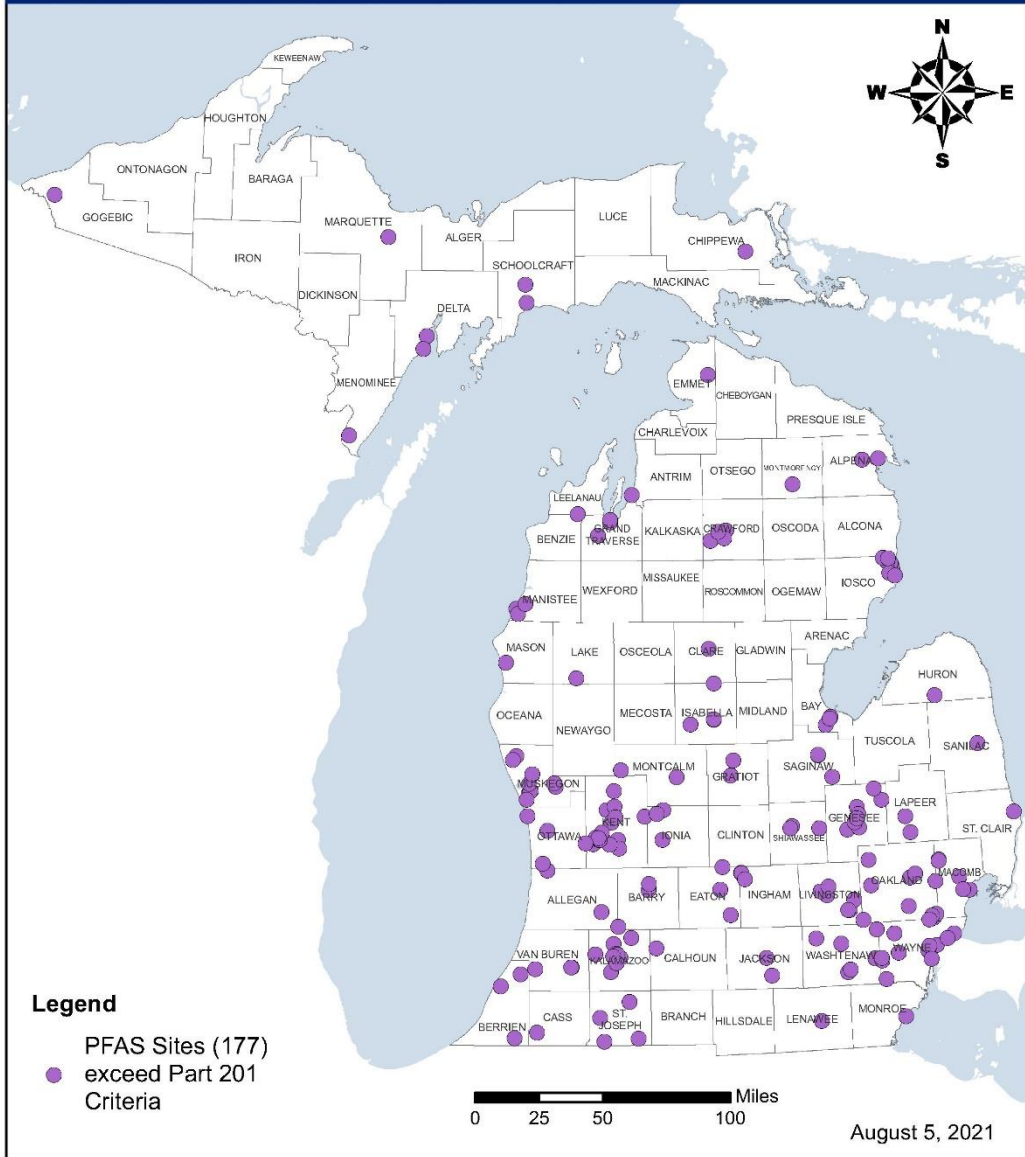 N
W E
S
KEWEENAW
HOUGHTON
ONTONAGON
BARAGA
GOGEBIC
MARQUETTE
LUCE
ALGER
CHIPPEWA
IRON
SCHOOLCRAFT
MACKINAC
DICKINSON
DELTA
MENOMINEE
EMMET
CHEBOYGAN
PRESQUE ISLE
CHARLEVOIX
ANTRIM
OTSEGO
MONTMORENCY
ALPENA
LEELANAU
BENZIE
GRAND
TRAVERSE
KALKASKA
CRAWFORD
OSCODA
ALCONA
MANISTEE
WEXFORD
MISSAUKEE
ROSCOMMON
OGEMAW
IOSCO
ARENAC
MASON
LAKE
OSCEOLA
CLARE
GLADWIN
HURON
OCEANA
NEWAYGO
MECOSTA
ISABELLA
MIDLAND
BAY
TUSCOLA
SANILAC
MUSKEGON
MONTCALM
GRATIOT
SAGINAW
LAPEER
GENESEE
ST. CLAIR
OTTAWA
KENT
IONIA
CLINTON
SHIAWASSEE
ALLEGAN
BARRY
EATON
INGHAM
LIVINGSTON
OAKLAND
MACOMB
VAN BUREN
KALAMAZOO
CALHOUN
JACKSON
WASHTENAW
WAYNE
BERRIEN
CASS
ST.
JOSEPH
BRANCH
HILLSDALE
LENAWEE
MONROE
Legend
PFAS Sites (177)
exceed Part 201
Criteria
Miles
0 25 50 100
August 5, 2021